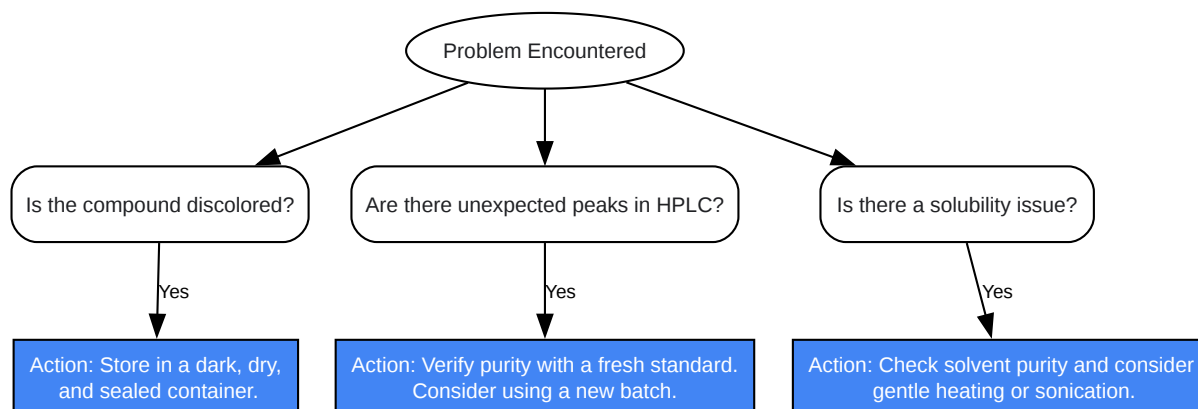 Problem Encountered
Is the compound discolored?
Are there unexpected peaks in HPLC?
Is there a solubility issue?
Yes
Yes
Yes
Action: Store in a dark, dry,
and sealed container.
Action: Verify purity with a fresh standard.
Consider using a new batch.
Action: Check solvent purity and consider
gentle heating or sonication.